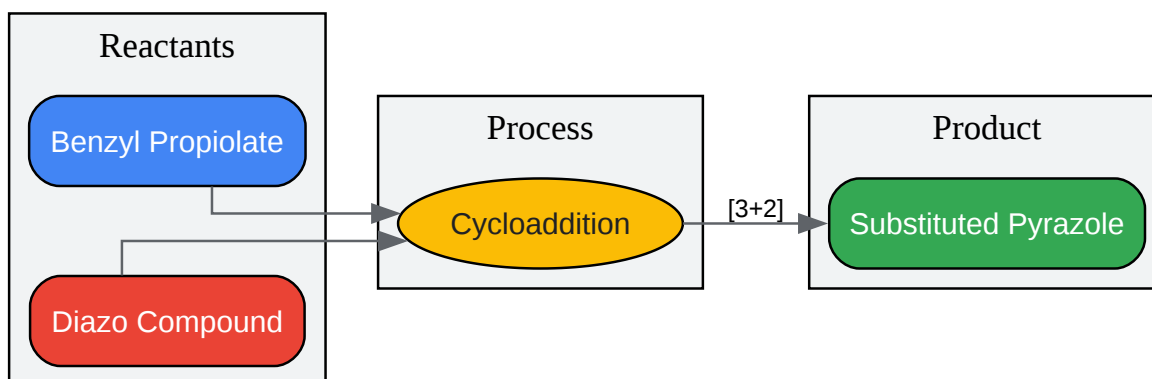 Reactants
Benzyl Propiolate
Diazo Compound
Process
Cycloaddition
[3+2]
Product
Substituted Pyrazole